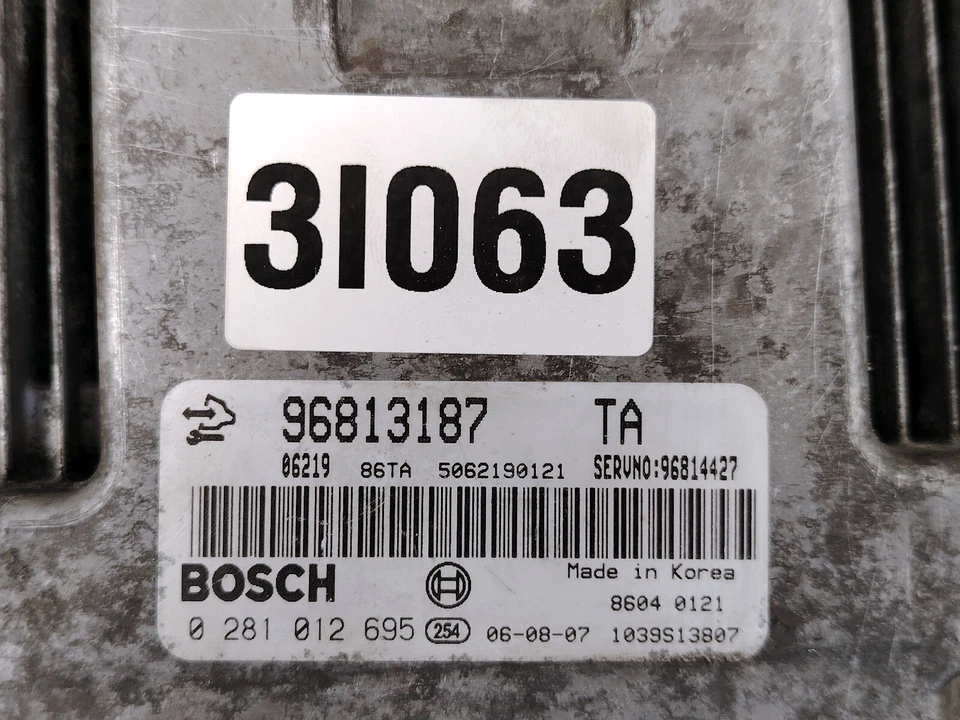 3I063
96813187 TA
06219 86TA 5062190121 SERVNO:96814427
BOSCH
Made in Korea
8604 0121
0 281 012 695 254 06-08-07 1039S13807